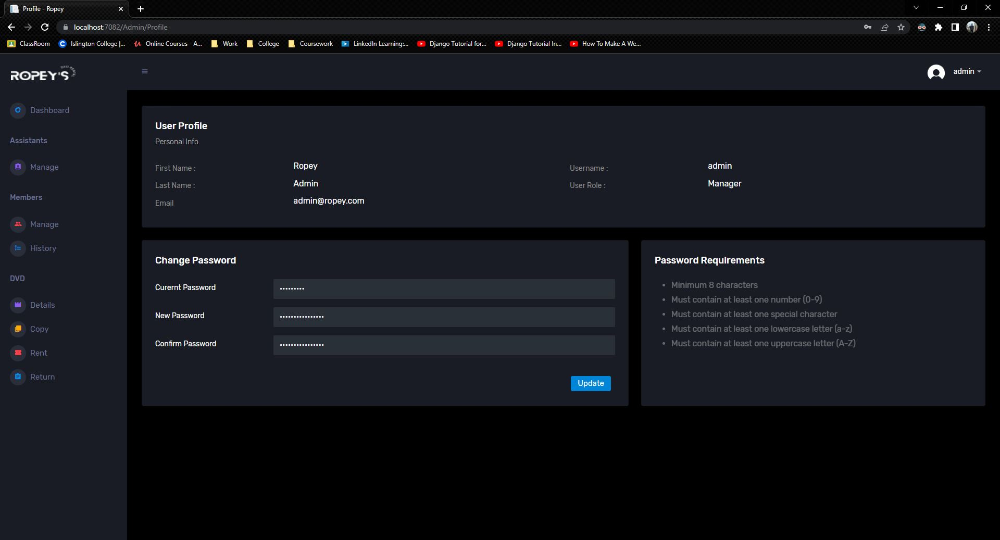 Profile - Ropey
localhost:7082/Admin/Profile
ClassRoom Islington College |... Online Courses - A... Work College Coursework LinkedIn Learning:... Django Tutorial for... Django Tutorial In... How To Make A We...
ROPEY'S
admin
Dashboard
Assistants
Manage
Members
Manage
History
DVD
Details
Copy
Rent
Return
User Profile
Personal Info
First Name : Ropey Username : admin
Last Name : Admin User Role : Manager
Email admin@ropey.com
Change Password
Curernt Password •••••••••
New Password ••••••••••••••••
Confirm Password ••••••••••••••••
Update
Password Requirements
• Minimum 8 characters
• Must contain at least one number (0-9)
• Must contain at least one special character
• Must contain at least one lowercase letter (a-z)
• Must contain at least one uppercase letter (A-Z)